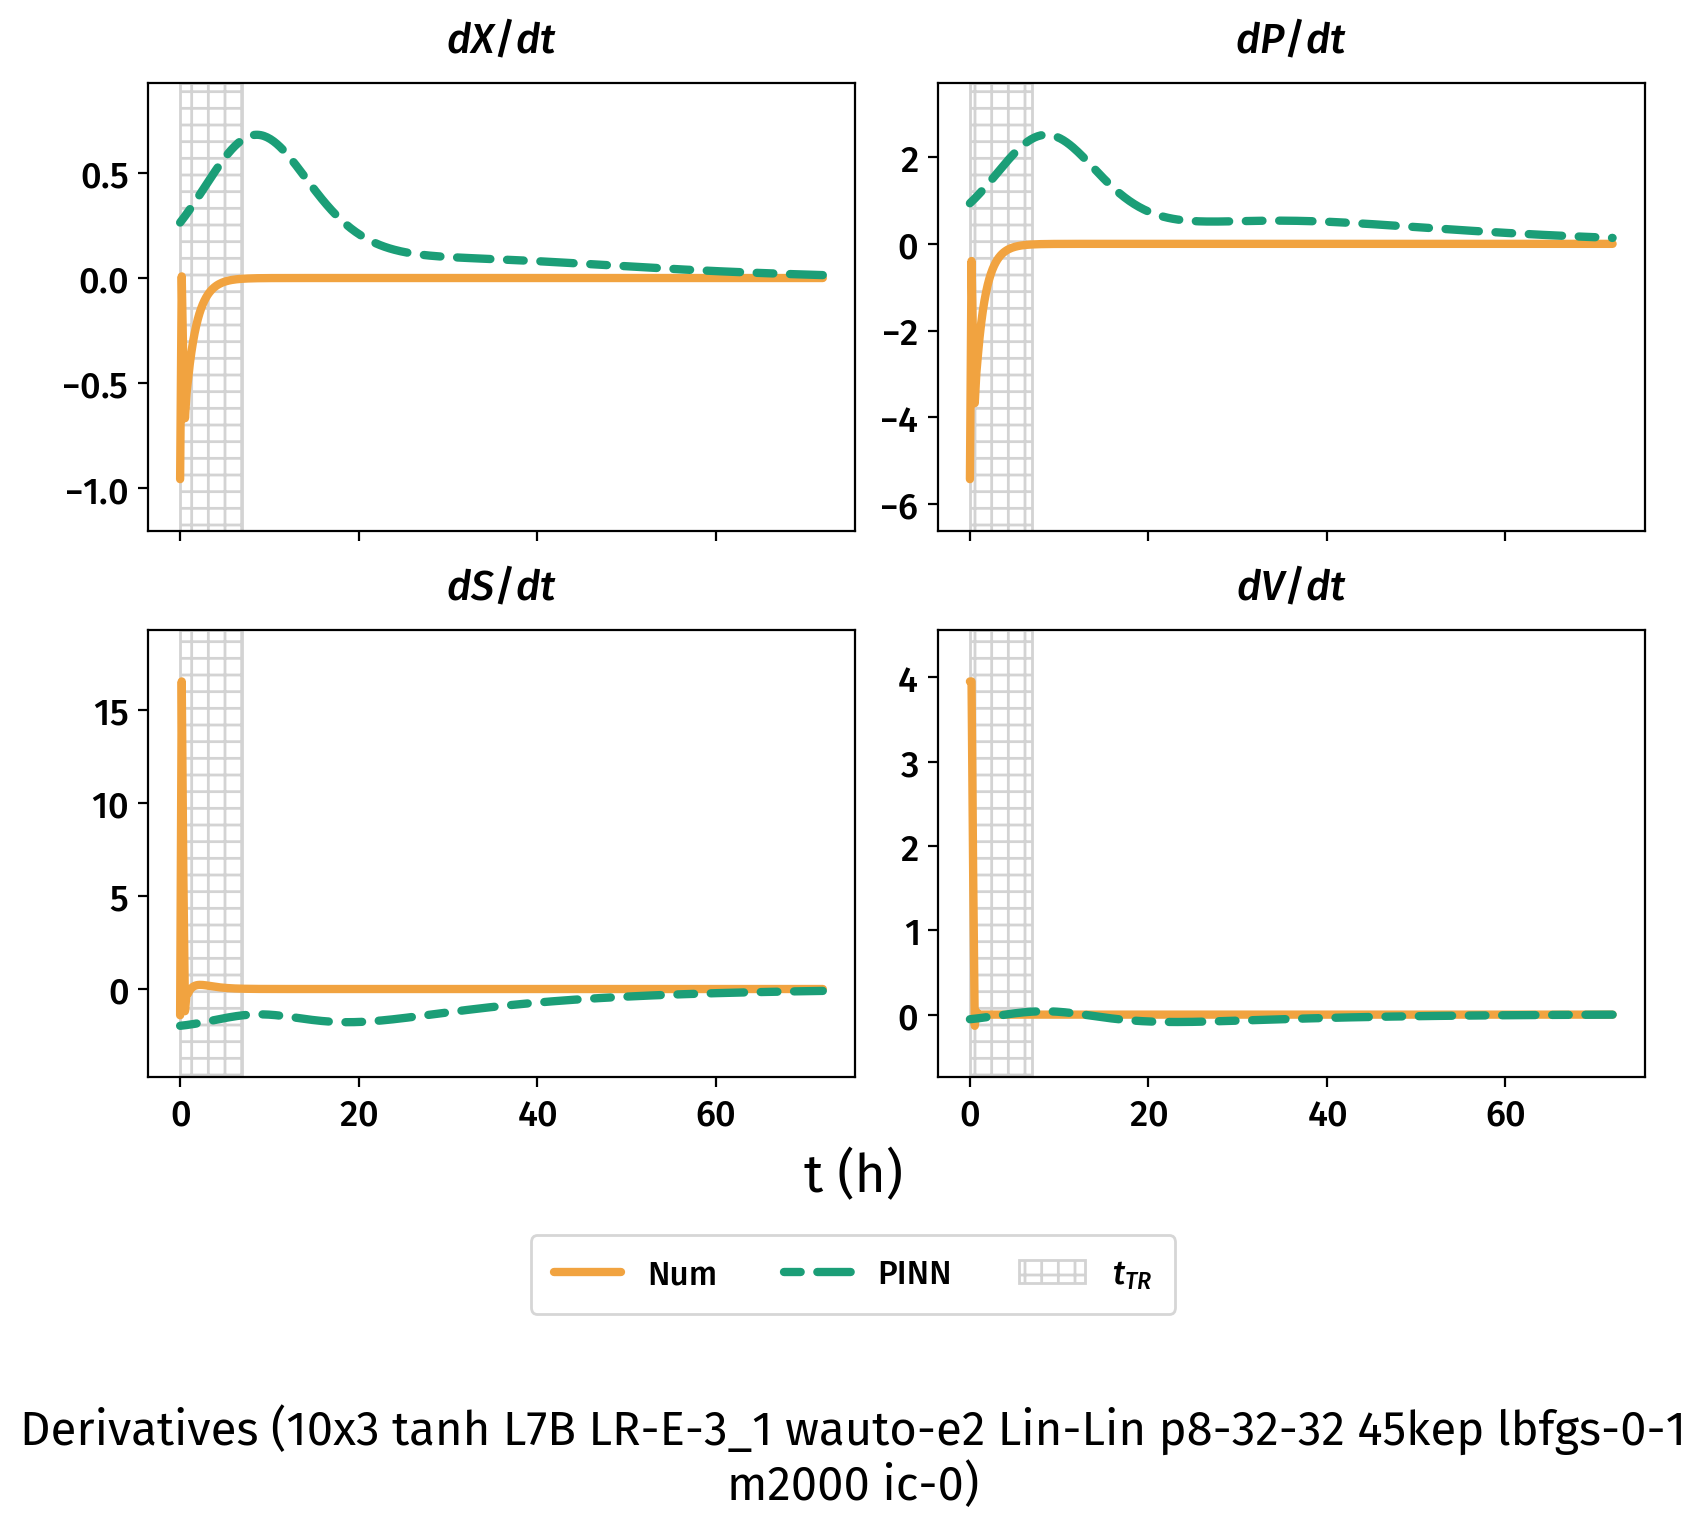 dX/dt
dP/dt
0.5
0.0
−0.5
−1.0
2
0
−2
−4
−6
dS/dt
dV/dt
15
10
5
0
4
3
2
1
0
0 20 40 60
0 20 40 60
t (h)
Num PINN tTR
Derivatives (10x3 tanh L7B LR-E-3_1 wauto-e2 Lin-Lin p8-32-32 45kep lbfgs-0-1
m2000 ic-0)